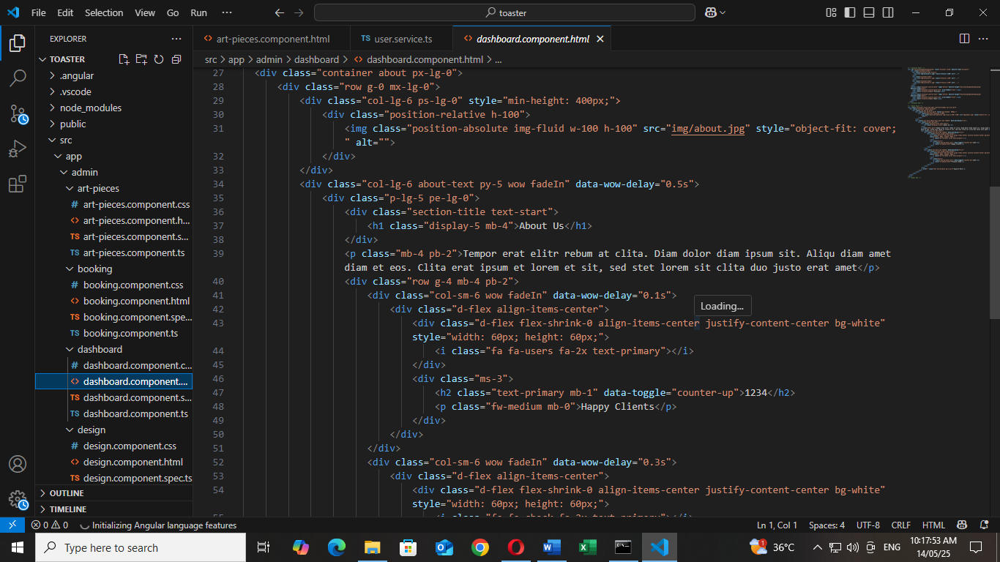 File Edit Selection View Go Run ··· toaster
EXPLORER ···
TOASTER
.angular
.vscode
node_modules
public
src
app
admin
art-pieces
# art-pieces.component.css
<> art-pieces.component.h...
TS art-pieces.component.s...
TS art-pieces.component.ts
booking
# booking.component.css
<> booking.component.html
TS booking.component.spe...
TS booking.component.ts
dashboard
# dashboard.component.c...
<> dashboard.component....
TS dashboard.component.s...
TS dashboard.component.ts
design
# design.component.css
<> design.component.html
TS design.component.spec.ts
OUTLINE
TIMELINE
<> art-pieces.component.html TS user.service.ts <> dashboard.component.html
src > app > admin > dashboard > <> dashboard.component.html > ...
27 <div class="container about px-lg-0">
28 <div class="row g-0 mx-lg-0">
29 <div class="col-lg-6 ps-lg-0" style="min-height: 400px;">
30 <div class="position-relative h-100">
31 <img class="position-absolute img-fluid w-100 h-100" src="img/about.jpg" style="object-fit: cover;
" alt="">
32 </div>
33 </div>
34 <div class="col-lg-6 about-text py-5 wow fadeIn" data-wow-delay="0.5s">
35 <div class="p-lg-5 pe-lg-0">
36 <div class="section-title text-start">
37 <h1 class="display-5 mb-4">About Us</h1>
38 </div>
39 <p class="mb-4 pb-2">Tempor erat elitr rebum at clita. Diam dolor diam ipsum sit. Aliqu diam amet
diam et eos. Clita erat ipsum et lorem et sit, sed stet lorem sit clita duo justo erat amet</p>
40 <div class="row g-4 mb-4 pb-2">
41 <div class="col-sm-6 wow fadeIn" data-wow-delay="0.1s">
Loading...
42 <div class="d-flex align-items-center">
43 <div class="d-flex flex-shrink-0 align-items-center justify-content-center bg-white"
style="width: 60px; height: 60px;">
44 <i class="fa fa-users fa-2x text-primary"></i>
45 </div>
46 <div class="ms-3">
47 <h2 class="text-primary mb-1" data-toggle="counter-up">1234</h2>
48 <p class="fw-medium mb-0">Happy Clients</p>
49 </div>
50 </div>
51 </div>
52 <div class="col-sm-6 wow fadeIn" data-wow-delay="0.3s">
53 <div class="d-flex align-items-center">
54 <div class="d-flex flex-shrink-0 align-items-center justify-content-center bg-white"
style="width: 60px; height: 60px;">
55 <i class="fa fa-check fa-2x text-primary"></i>
0 0 Initializing Angular language features Ln 1, Col 1 Spaces: 4 UTF-8 CRLF HTML
Type here to search 1 36°C ENG 10:17:53 AM
14/05/25